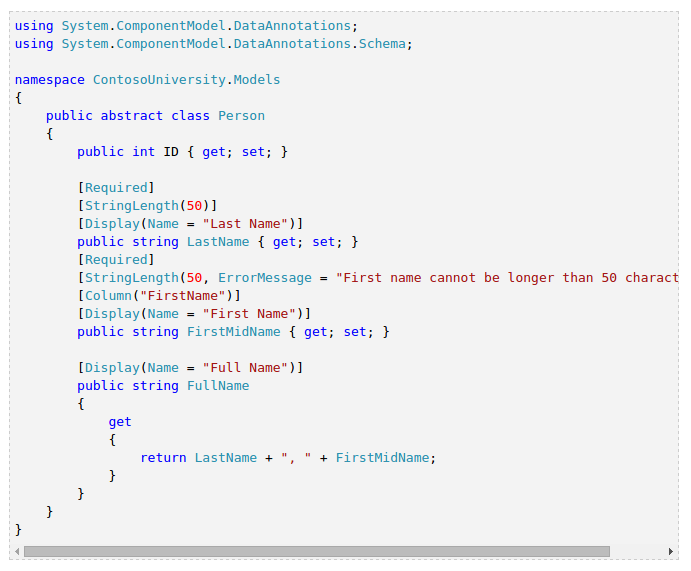 using System.ComponentModel.DataAnnotations;
using System.ComponentModel.DataAnnotations.Schema;
namespace ContosoUniversity.Models
{
public abstract class Person
{
public int ID { get; set; }
[Required]
[StringLength(50)]
[Display(Name = "Last Name")]
public string LastName { get; set; }
[Required]
[StringLength(50, ErrorMessage = "First name cannot be longer than 50 charact
[Column("FirstName")]
[Display(Name = "First Name")]
public string FirstMidName { get; set; }
[Display(Name = "Full Name")]
public string FullName
{
get
{
return LastName + ", " + FirstMidName;
}
}
}
}